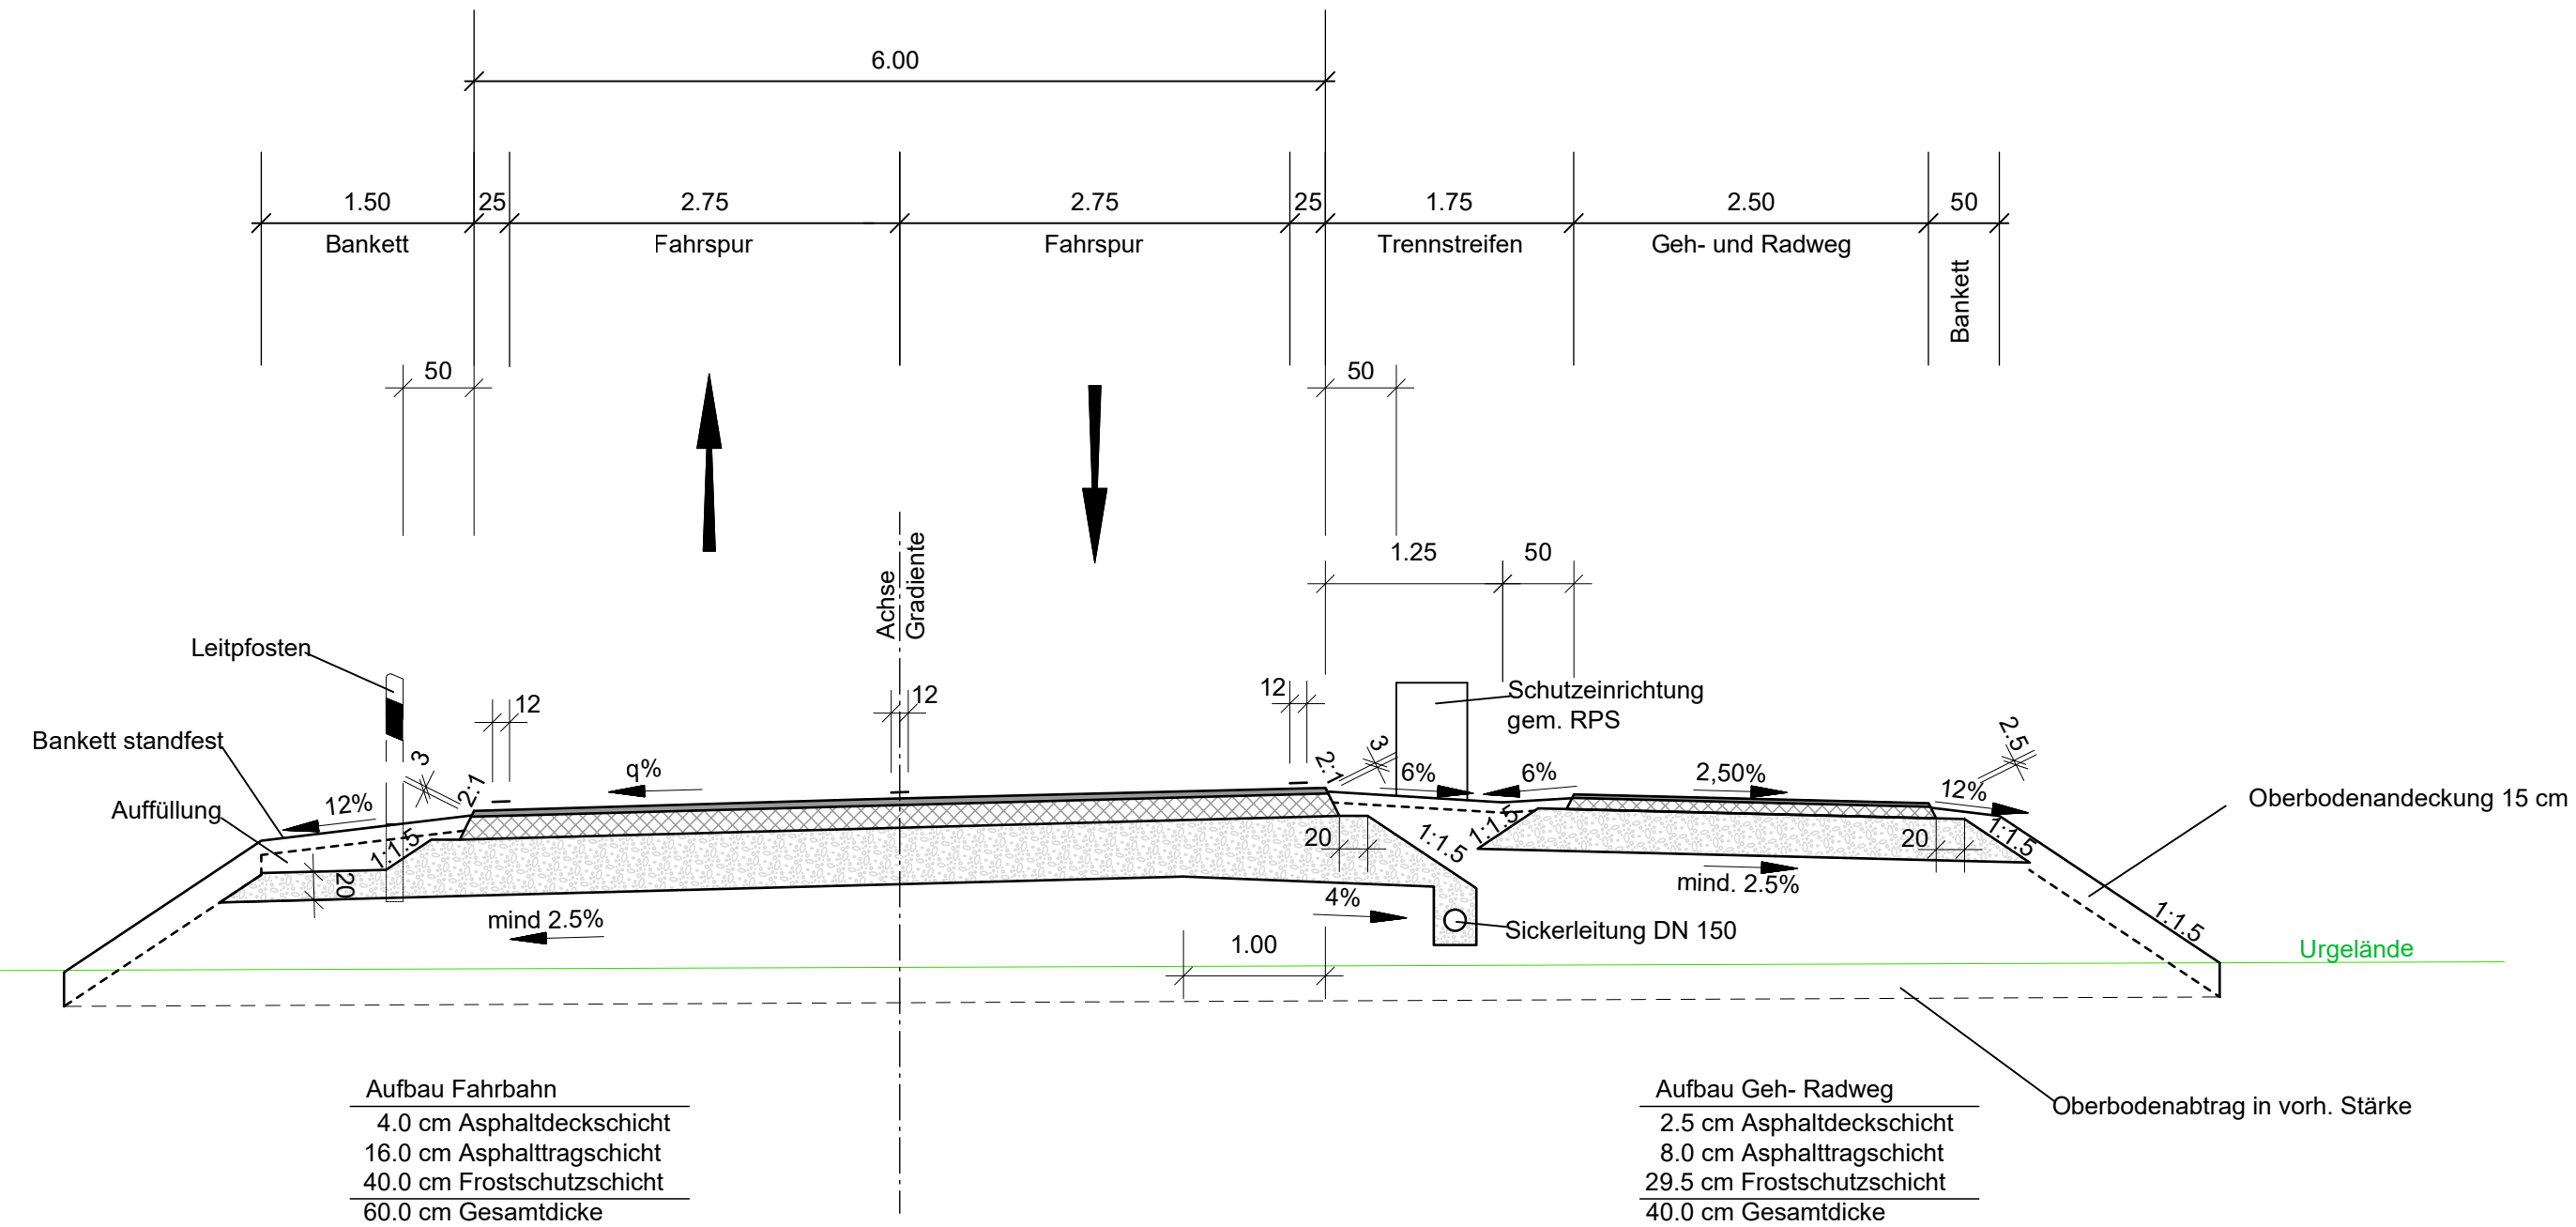 6.00
1.50 25 2.75 2.75 25 1.75 2.50 50
Bankett Fahrspur Fahrspur Trennstreifen Geh- und Radweg
Bankett
50 50
1.25 50
Achse
Gradiente
Leitpfosten
12 12 12
Schutzeinrichtung
gem. RPS
Bankett standfest
3 2:1 q% 2:1 3 6% 6% 2,50% 2.5
Auffüllung
12% 12%
Oberbodenandeckung 15 cm
1:1.5 20 1:1.5 1:1.5 20 1:1.5
20
mind 2.5% 4% mind. 2.5%
Sickerleitung DN 150
1:1.5
1.00
Urgelände
Oberbodenabtrag in vorh. Stärke
Aufbau Fahrbahn
4.0 cm Asphaltdeckschicht
16.0 cm Asphalttragschicht
40.0 cm Frostschutzschicht
60.0 cm Gesamtdicke
Aufbau Geh- Radweg
2.5 cm Asphaltdeckschicht
8.0 cm Asphalttragschicht
29.5 cm Frostschutzschicht
40.0 cm Gesamtdicke